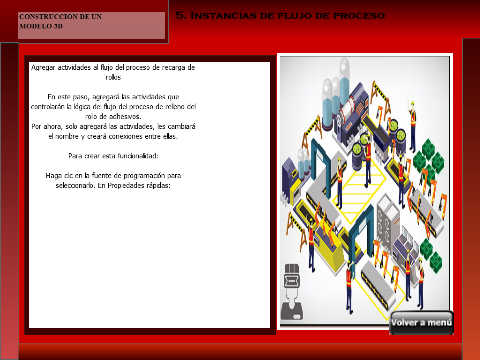 CONSTRUCCION DE UN
MODELO 3D
5. INSTANCIAS DE FLUJO DE PROCESO
Agregar actividades al flujo del proceso de recarga de
rollos
En este paso, agregará las actividades que
controlarán la lógica del flujo del proceso de relleno del
rollo de adhesivos.
Por ahora, solo agregará las actividades, les cambiará
el nombre y creará conexiones entre ellas.
Para crear esta funcionalidad:
Haga clic en la fuente de programación para
seleccionarlo. En Propiedades rápidas:
Volver a menú